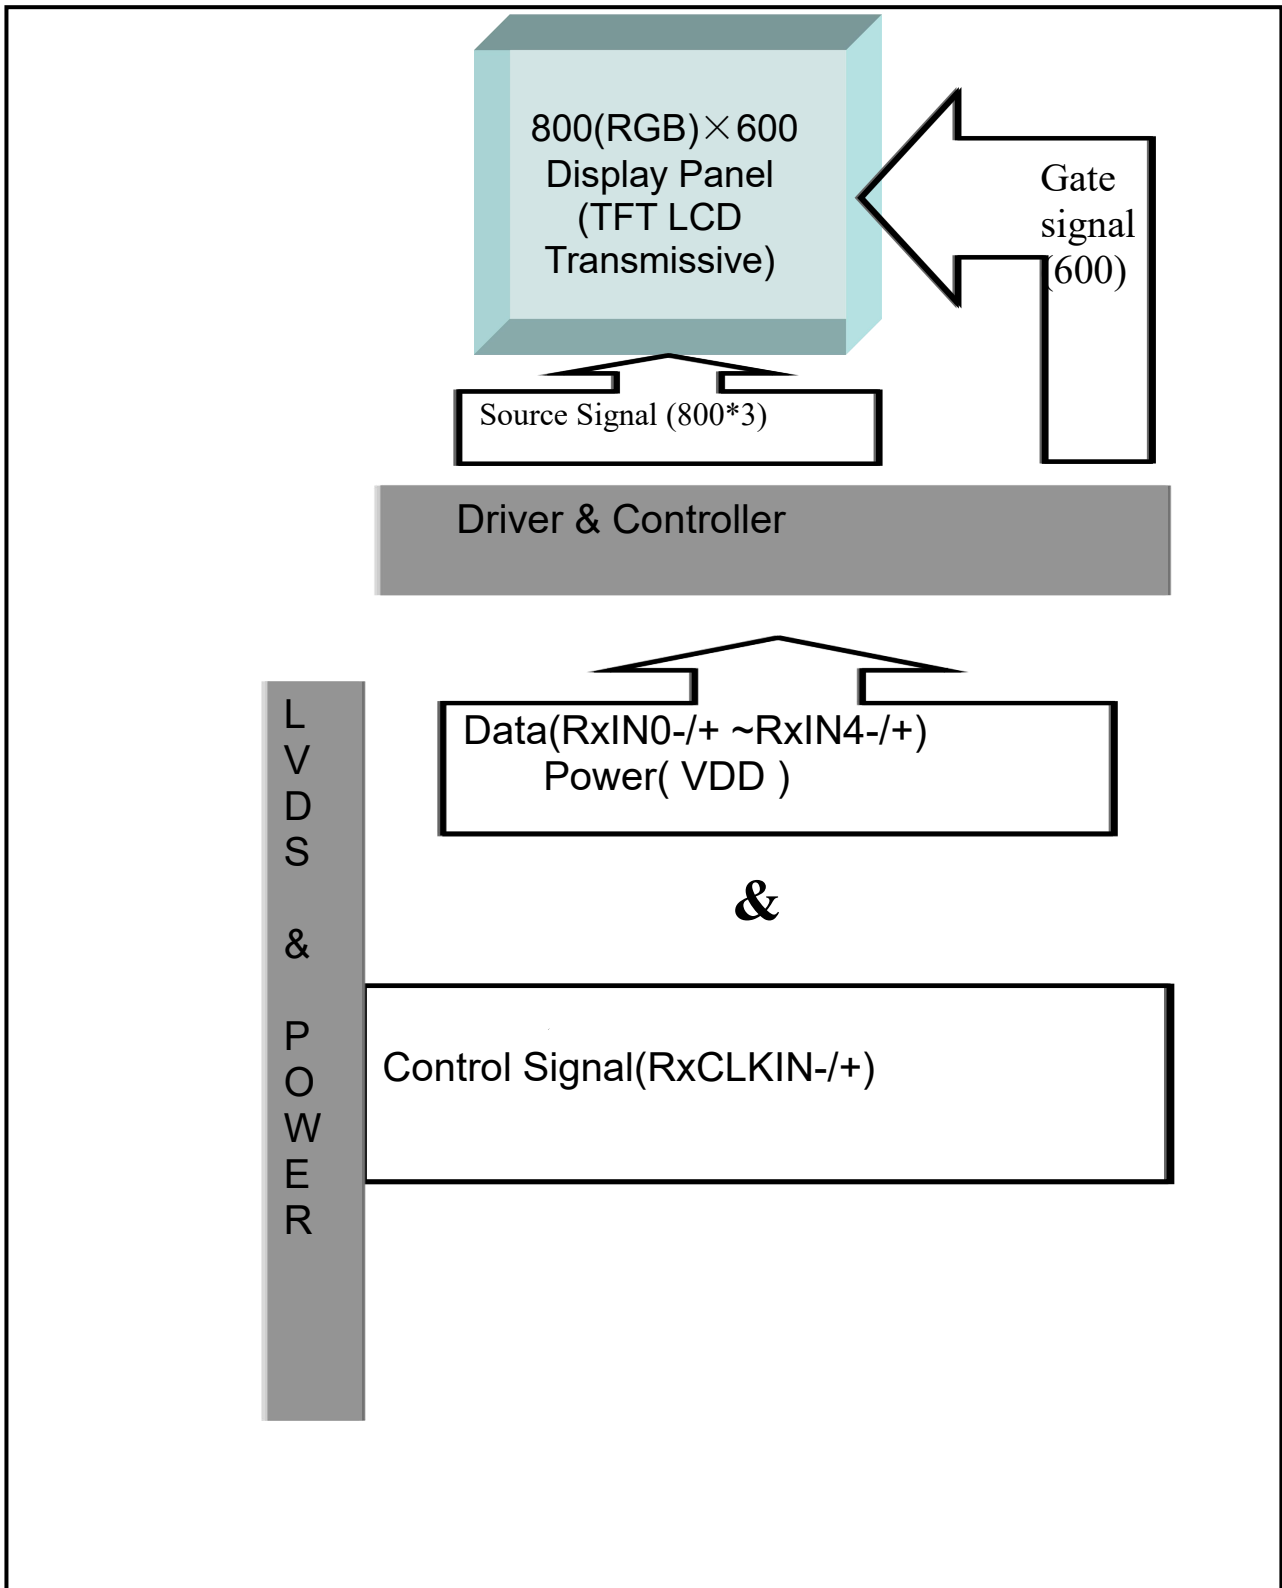 800(RGB)×600
Display Panel
(TFT LCD
Transmissive)
Gate
signal
(600)
Source Signal (800*3)
Driver & Controller
L
V
D
S
&
P
O
W
E
R
Data(RxIN0-/+ ~RxIN4-/+)
Power( VDD )
&
Control Signal(RxCLKIN-/+)